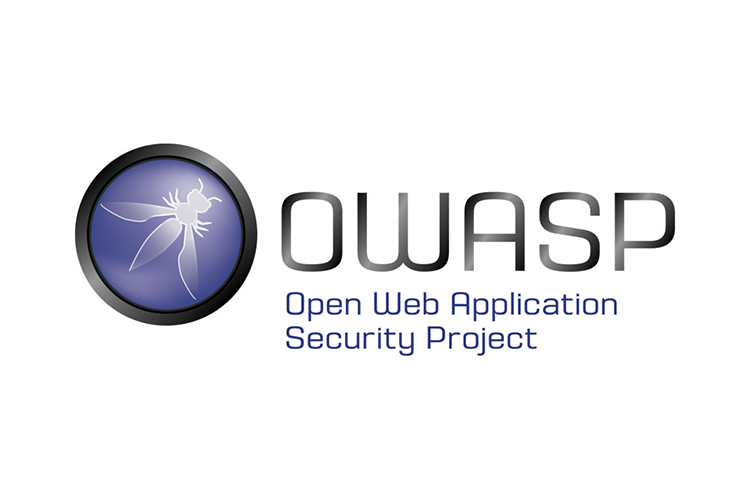 OWASP
Open Web Application
Security Project